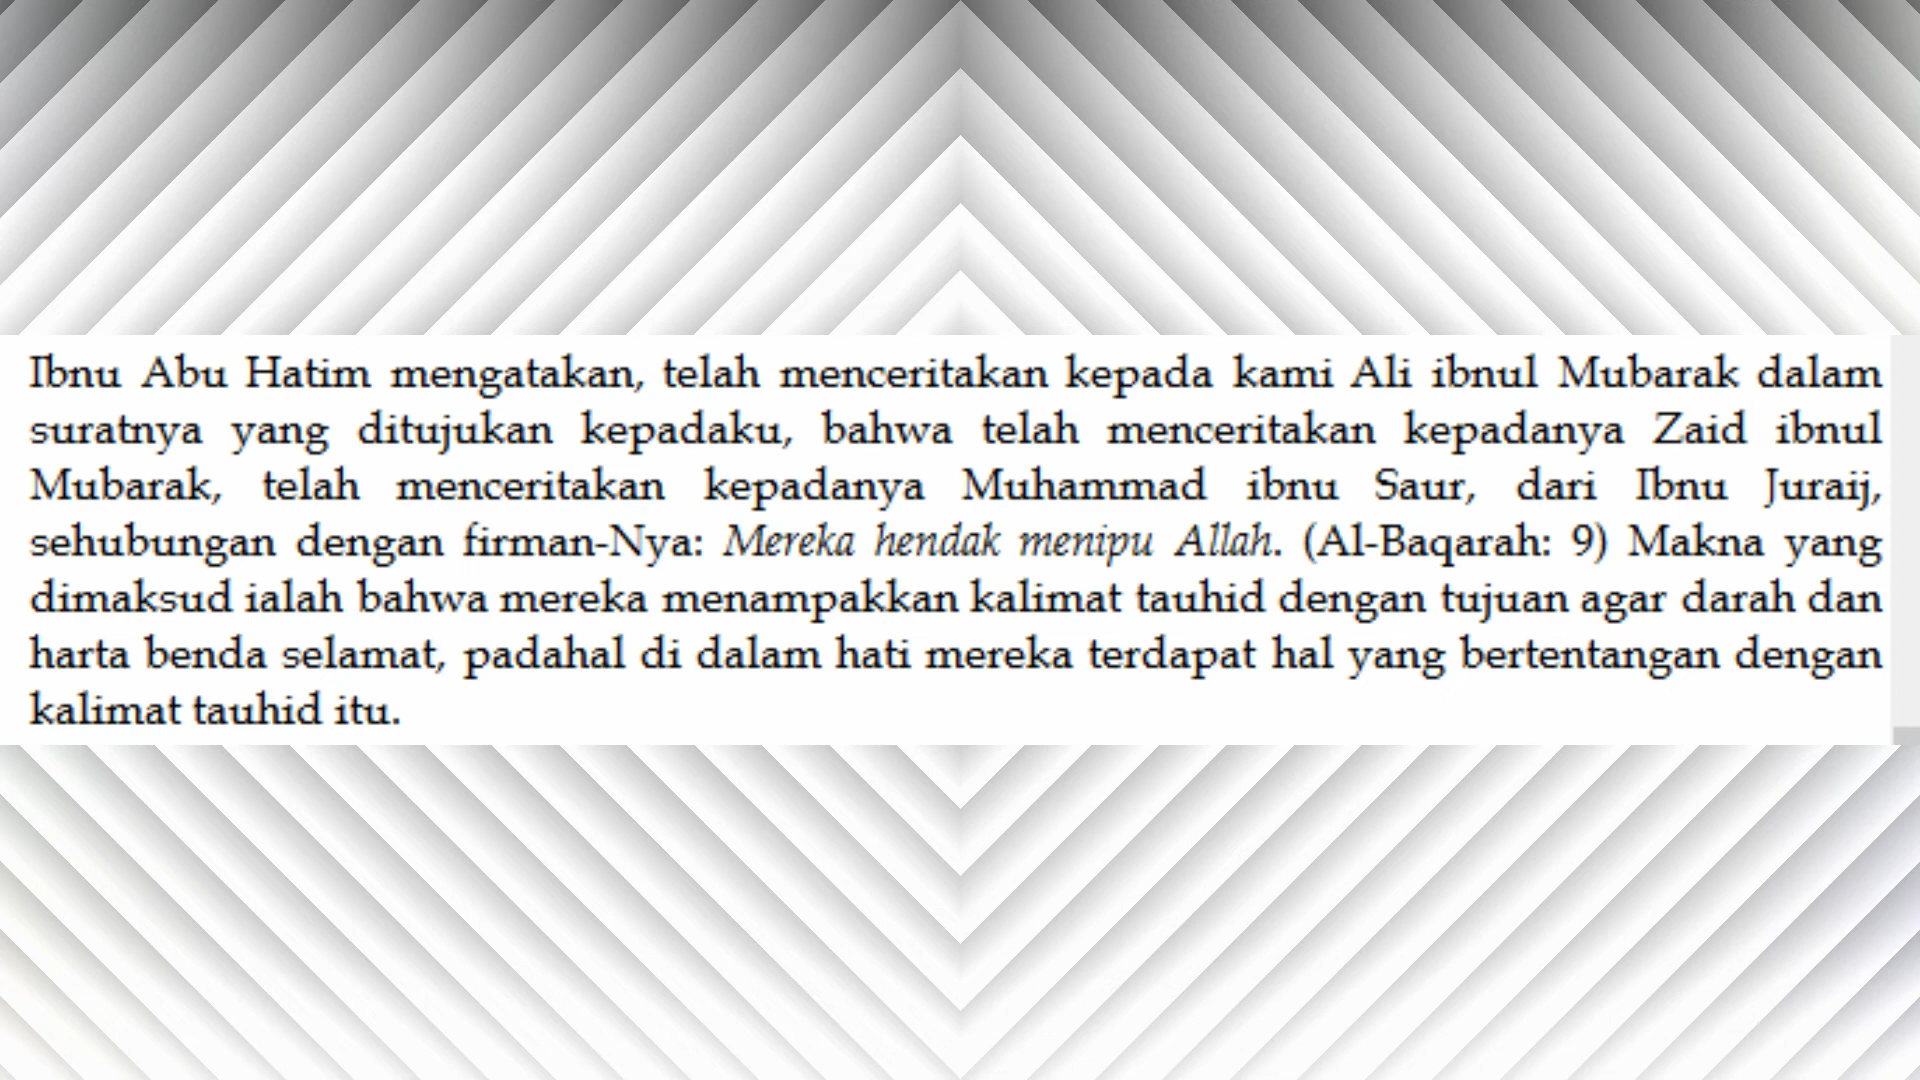 Ibnu Abu Hatim mengatakan, telah menceritakan kepada kami Ali ibnul Mubarak dalam
suratnya yang ditujukan kepadaku, bahwa telah menceritakan kepadanya Zaid ibnul
Mubarak, telah menceritakan kepadanya Muhammad ibnu Saur, dari Ibnu Juraij,
sehubungan dengan firman-Nya: Mereka hendak menipu Allah. (Al-Baqarah: 9) Makna yang
dimaksud ialah bahwa mereka menampakkan kalimat tauhid dengan tujuan agar darah dan
harta benda selamat, padahal di dalam hati mereka terdapat hal yang bertentangan dengan
kalimat tauhid itu.